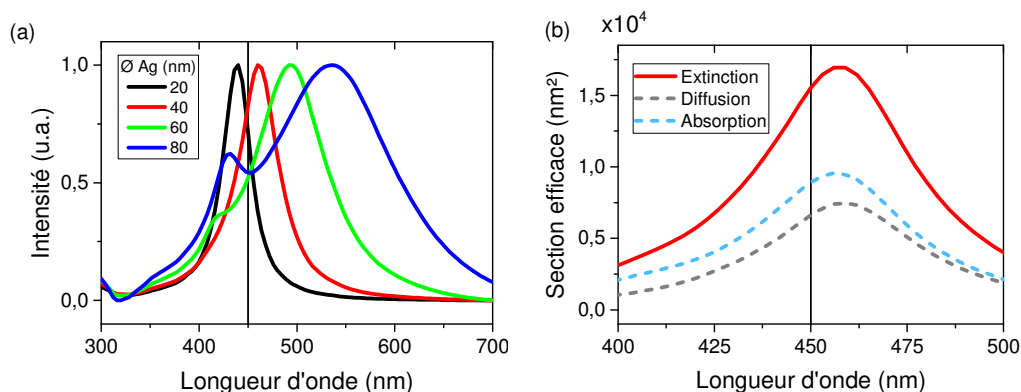 (a)
Intensité (u.a.)
1,0
0,5
0,0
Ø Ag (nm)
20
40
60
80
300 400 500 600 700
Longueur d'onde (nm)
(b)
x10⁴
Section efficace (nm²)
1.5
1.0
0.5
0,0
Extinction
Diffusion
Absorption
400 425 450 475 500
Longueur d'onde (nm)